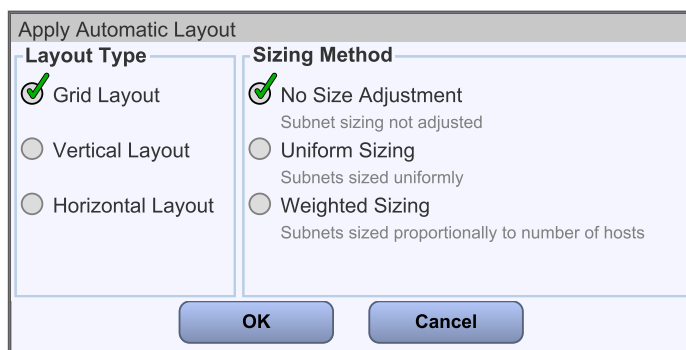 Apply Automatic Layout
Layout Type
Grid Layout
Vertical Layout
Horizontal Layout
Sizing Method
No Size Adjustment
Subnet sizing not adjusted
Uniform Sizing
Subnets sized uniformly
Weighted Sizing
Subnets sized proportionally to number of hosts
OK
Cancel